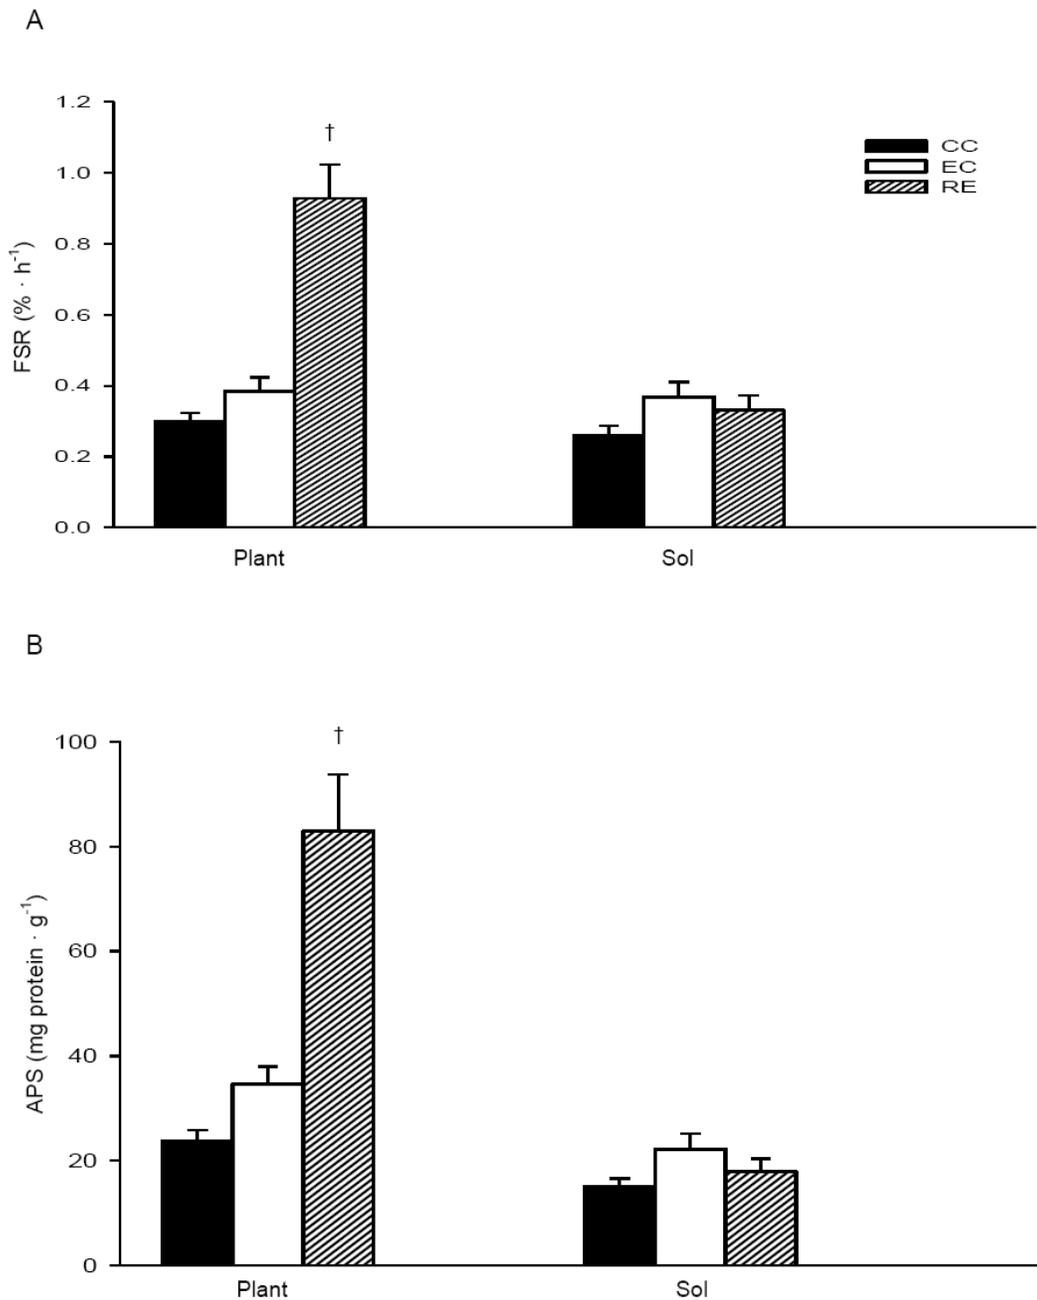 A
1.2
†
CC
1.0
EC
RE
0.8
FSR (% · h⁻¹)
0.6
0.4
0.2
0.0
Plant Sol
B
100
†
80
APS (mg protein · g⁻¹)
60
40
20
0
Plant Sol